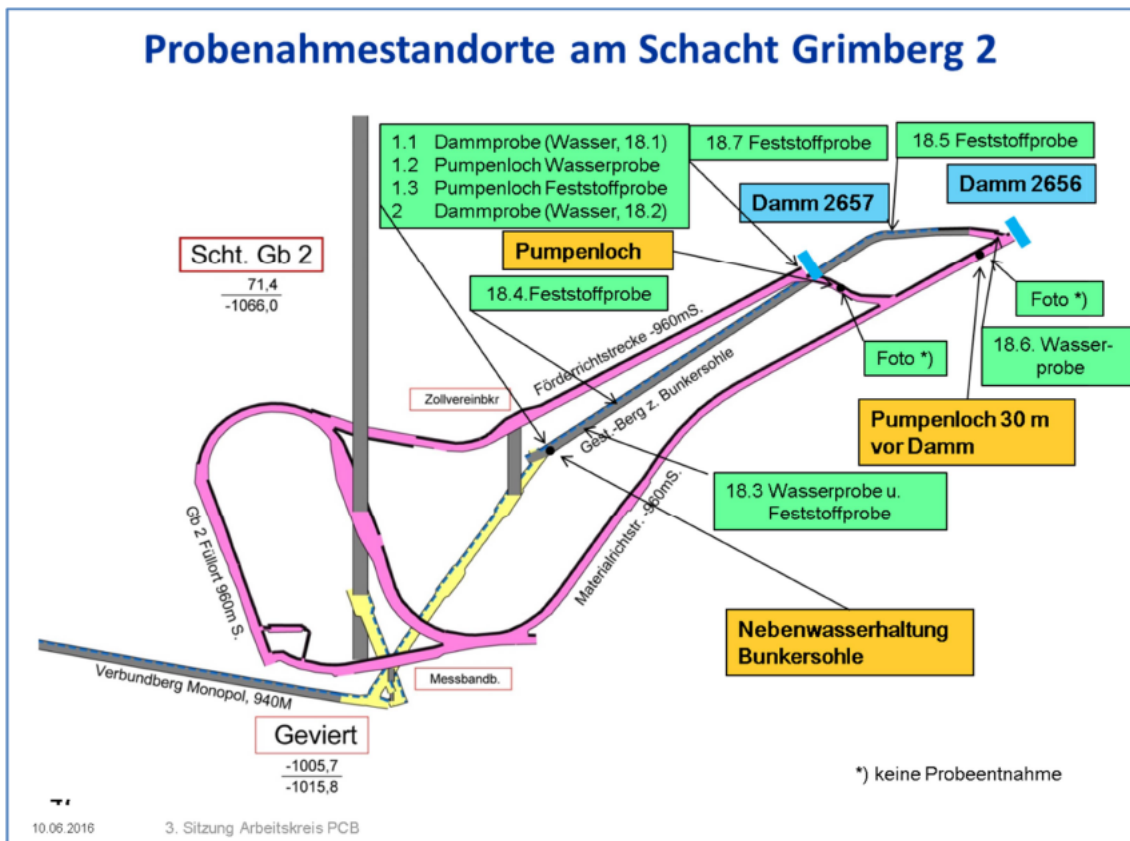 Probenahmestandorte am Schacht Grimberg 2
1.1 Dammprobe (Wasser, 18.1)
1.2 Pumpenloch Wasserprobe
1.3 Pumpenloch Feststoffprobe
2 Dammprobe (Wasser, 18.2)
18.7 Feststoffprobe
18.5 Feststoffprobe
Damm 2657
Damm 2656
Scht. Gb 2
71,4
-1066,0
Pumpenloch
18.4.Feststoffprobe
Foto *)
Foto *)
18.6. Wasser-
probe
Förderrichtstrecke -960mS.
Zollvereinbkr
Gest.-Berg z. Bunkersohle
Pumpenloch 30 m
vor Damm
18.3 Wasserprobe u.
Feststoffprobe
Gb 2 Füllort 960m S.
Materialrichtstr. -960mS.
Nebenwasserhaltung
Bunkersohle
Verbundberg Monopol, 940M
Messbandb.
Geviert
-1005,7
-1015,8
*) keine Probeentnahme
10.06.2016
3. Sitzung Arbeitskreis PCB